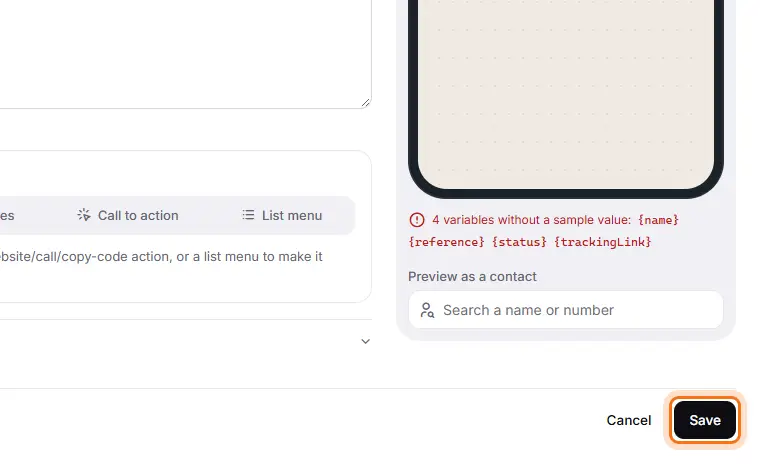 es
Call to action
List menu
bsite/call/copy-code action, or a list menu to make it
4 variables without a sample value: {name}
{reference} {status} {trackingLink}
Preview as a contact
Search a name or number
Cancel
Save